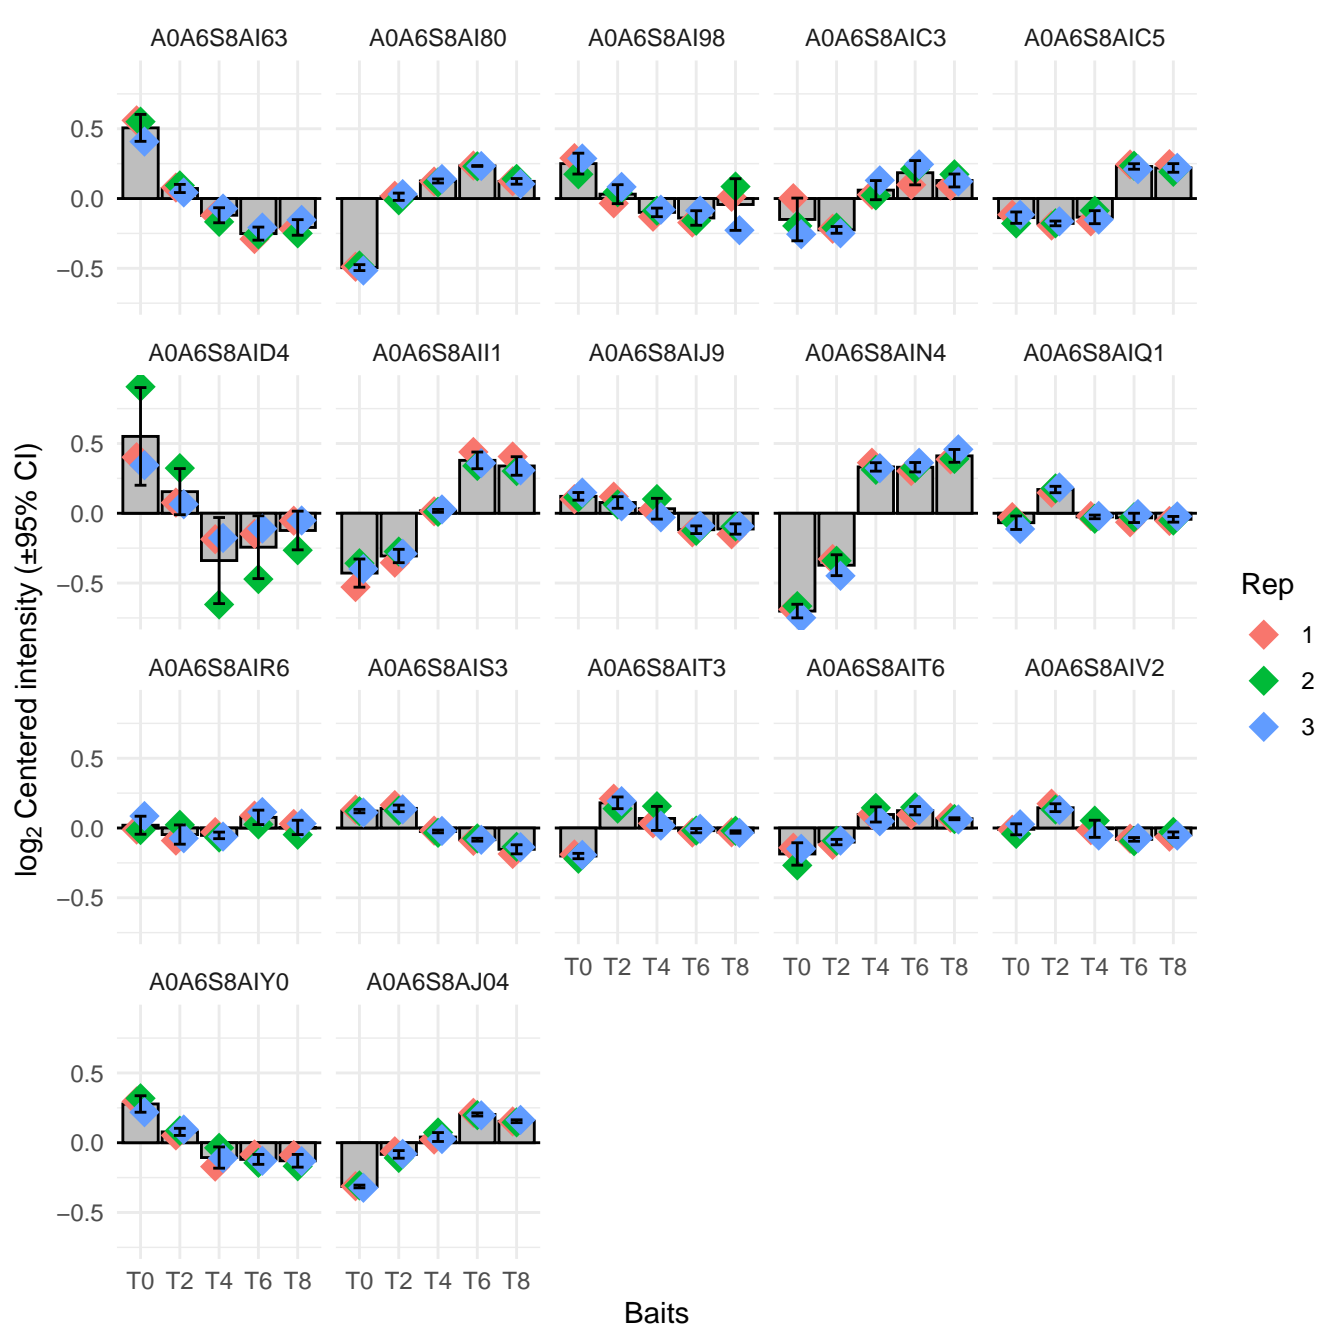 A0A6S8AI63 A0A6S8AI80 A0A6S8AI98 A0A6S8AIC3 A0A6S8AIC5
0.5
0.0
−0.5
A0A6S8AID4 A0A6S8AII1 A0A6S8AIJ9 A0A6S8AIN4 A0A6S8AIQ1
0.5
0.0
−0.5
A0A6S8AIR6 A0A6S8AIS3 A0A6S8AIT3 A0A6S8AIT6 A0A6S8AIV2
0.5
0.0
−0.5
T0 T2 T4 T6 T8 T0 T2 T4 T6 T8 T0 T2 T4 T6 T8
A0A6S8AIY0 A0A6S8AJ04
0.5
0.0
−0.5
T0 T2 T4 T6 T8 T0 T2 T4 T6 T8
Baits
log₂ Centered intensity (±95% CI)
Rep
1
2
3